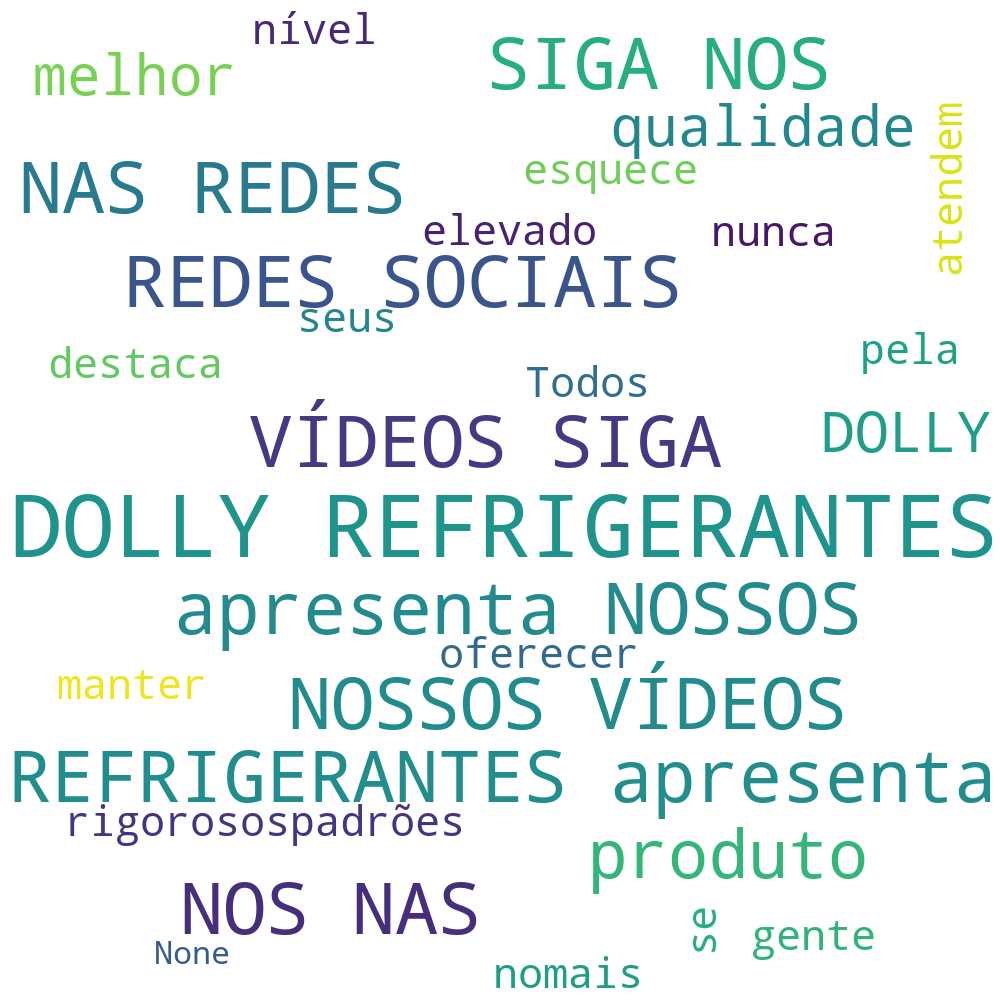 nível
melhor
SIGA NOS
qualidade
atendem
esquece
NAS REDES
elevado
nunca
REDES SOCIAIS
seus
destaca
pela
Todos
VÍDEOS SIGA
DOLLY
DOLLY REFRIGERANTES
apresenta NOSSOS
oferecer
manter
NOSSOS VÍDEOS
REFRIGERANTES apresenta
rigorosospadrões
produto
NOS NAS
se
gente
None
nomais